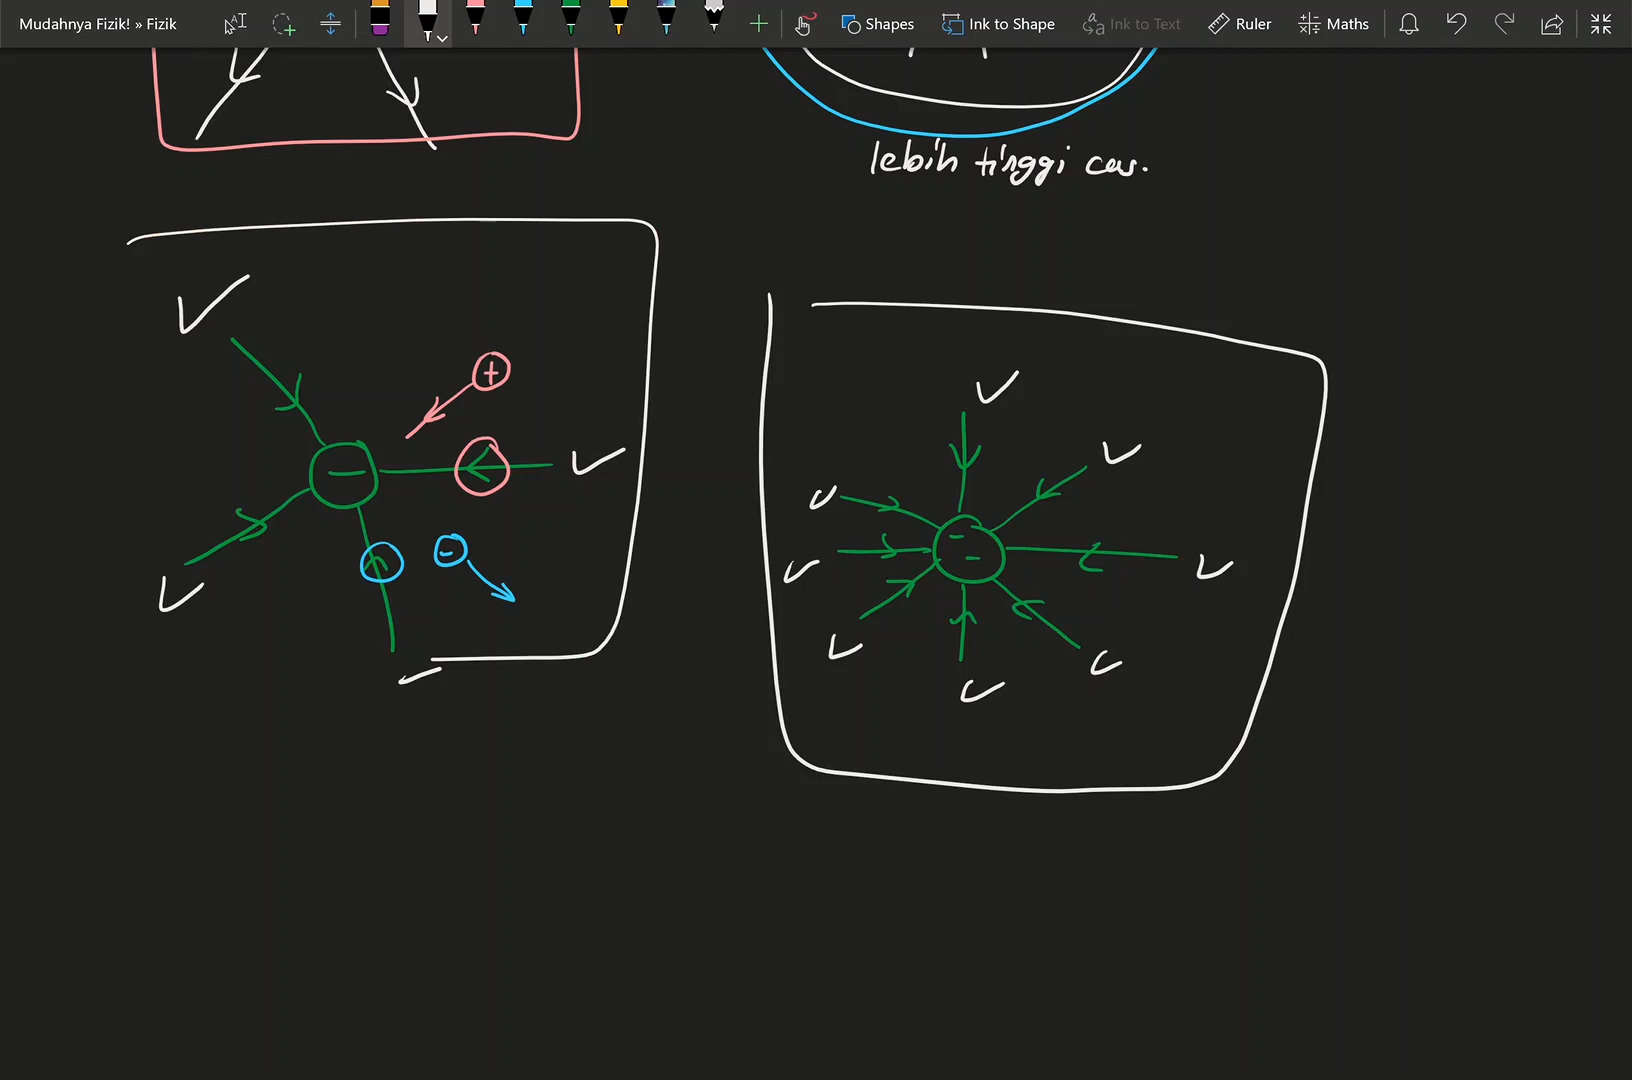 Mudahnya Fizik! » Fizik
Shapes
Ink to Shape
Ink to Text
Ruler
Maths
lebih tinggi cas.
+
-
-
- -